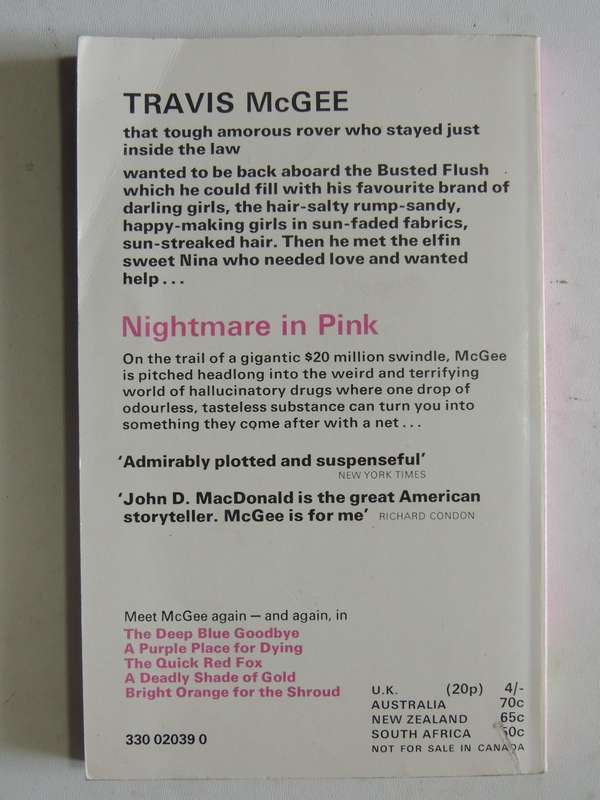 TRAVIS McGEE
that tough amorous rover who stayed just
inside the law
wanted to be back aboard the Busted Flush
which he could fill with his favourite brand of
darling girls, the hair-salty rump-sandy,
happy-making girls in sun-faded fabrics,
sun-streaked hair. Then he met the elfin
sweet Nina who needed love and wanted
help . . .
Nightmare in Pink
On the trail of a gigantic $20 million swindle, McGee
is pitched headlong into the weird and terrifying
world of hallucinatory drugs where one drop of
odourless, tasteless substance can turn you into
something they come after with a net . . .
‘Admirably plotted and suspenseful’
NEW YORK TIMES
‘John D. MacDonald is the great American
storyteller. McGee is for me’ RICHARD CONDON
Meet McGee again — and again, in
The Deep Blue Goodbye
A Purple Place for Dying
The Quick Red Fox
A Deadly Shade of Gold
Bright Orange for the Shroud
U.K. (20p) 4/-
AUSTRALIA 70c
NEW ZEALAND 65c
SOUTH AFRICA
NOT FOR SALE IN CANADA
330 02039 0